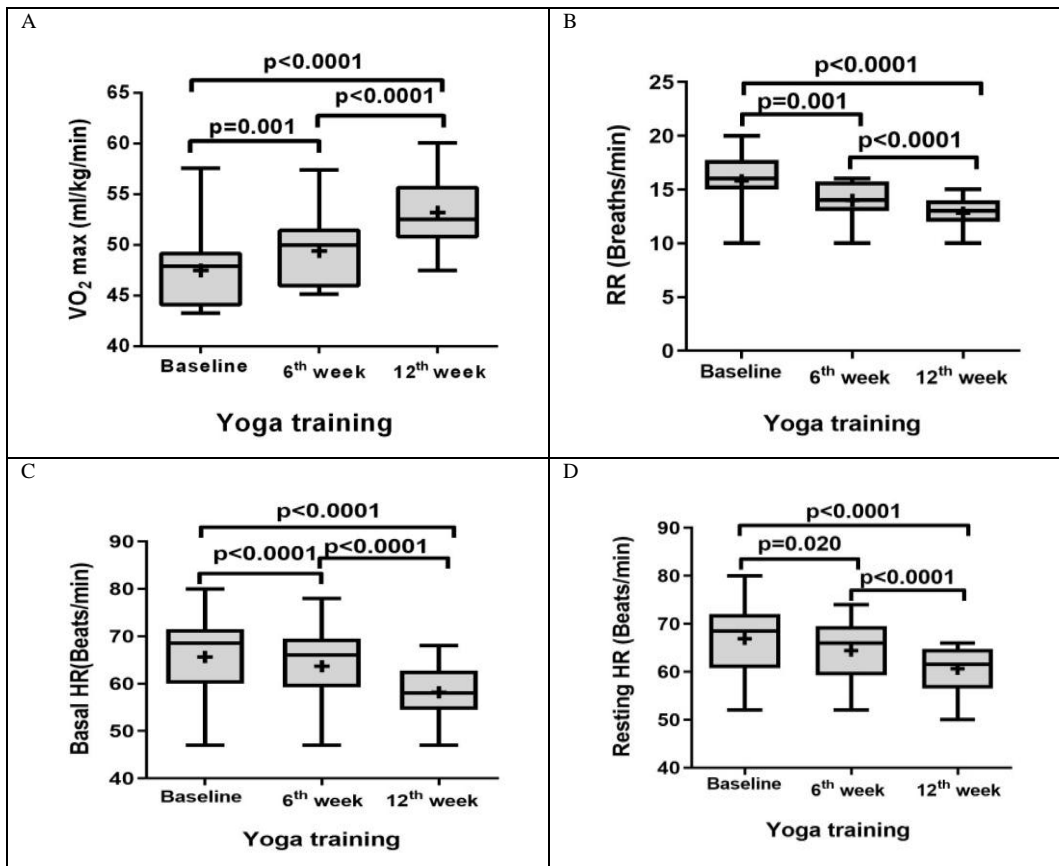 A
p<0.0001
p<0.0001
p=0.001
VO₂ max (ml/kg/min)
65
60
55
50
45
40
Baseline
6th week
12th week
Yoga training
B
p<0.0001
p=0.001
p<0.0001
RR (Breaths/min)
25
20
15
10
5
0
Baseline
6th week
12th week
Yoga training
C
p<0.0001
p<0.0001
p<0.0001
Basal HR(Beats/min)
90
80
70
60
50
40
Baseline
6th week
12th week
Yoga training
D
p<0.0001
p=0.020
p<0.0001
Resting HR (Beats/min)
90
80
70
60
50
40
Baseline
6th week
12th week
Yoga training